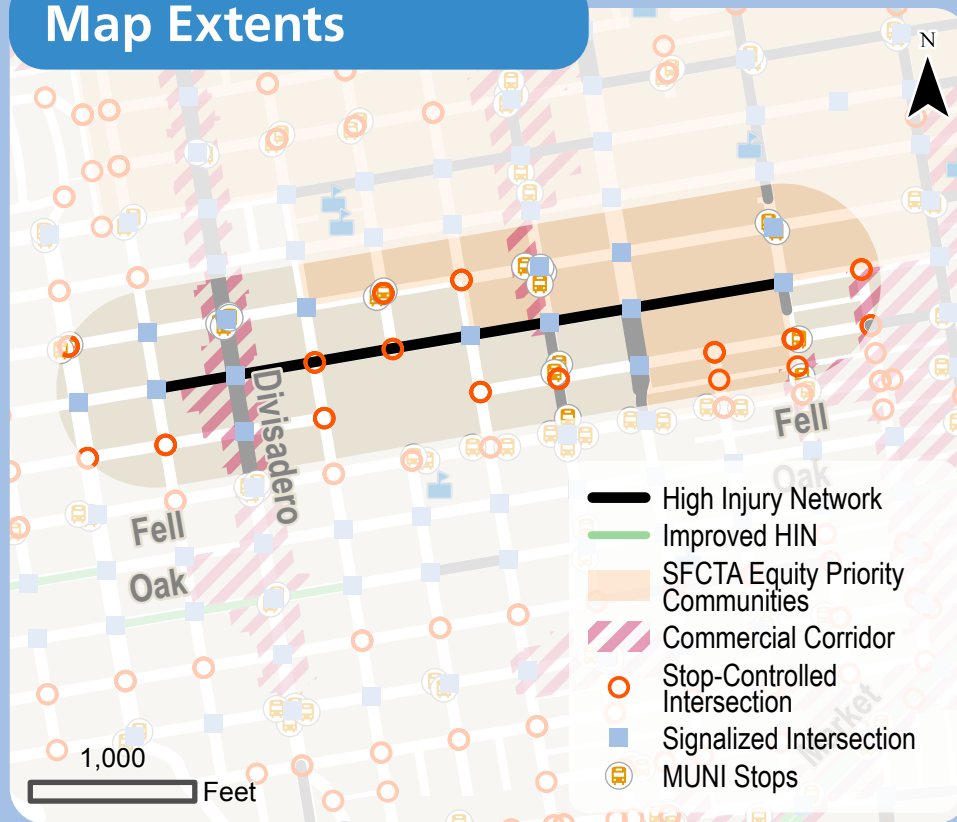 Map Extents
N
Divisadero
Fell
Oak
Fell
Oak
High Injury Network
Improved HIN
SFCTA Equity Priority
Communities
Commercial Corridor
Stop-Controlled
Intersection
Signalized Intersection
MUNI Stops
Market
1,000
Feet